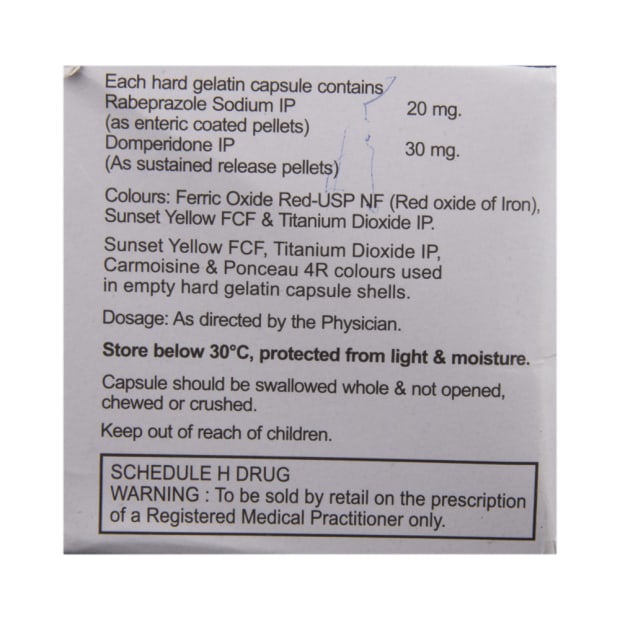 Each hard gelatin capsule contains
Rabeprazole Sodium IP 20 mg.
(as enteric coated pellets)
Domperidone IP 30 mg.
(As sustained release pellets)
Colours: Ferric Oxide Red-USP NF (Red oxide of Iron),
Sunset Yellow FCF & Titanium Dioxide IP.
Sunset Yellow FCF, Titanium Dioxide IP,
Carmoisine & Ponceau 4R colours used
in empty hard gelatin capsule shells.
Dosage: As directed by the Physician.
Store below 30°C, protected from light & moisture.
Capsule should be swallowed whole & not opened,
chewed or crushed.
Keep out of reach of children.
SCHEDULE H DRUG
WARNING : To be sold by retail on the prescription
of a Registered Medical Practitioner only.